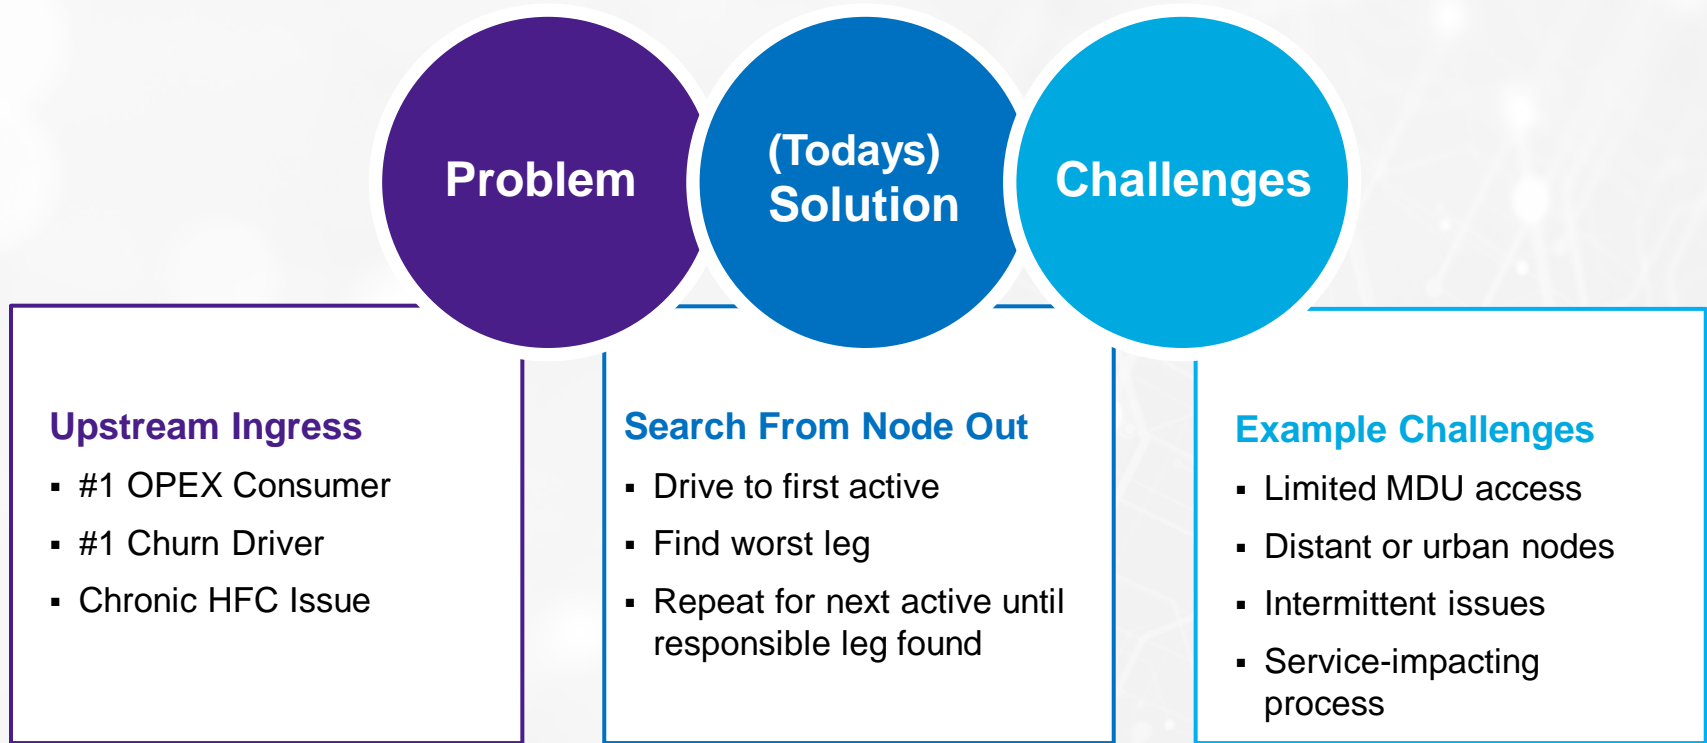 Problem
(Todays)
Solution
Challenges
Upstream Ingress
▪ #1 OPEX Consumer
▪ #1 Churn Driver
▪ Chronic HFC Issue
Search From Node Out
▪ Drive to first active
▪ Find worst leg
▪ Repeat for next active until
responsible leg found
Example Challenges
▪ Limited MDU access
▪ Distant or urban nodes
▪ Intermittent issues
▪ Service-impacting
process